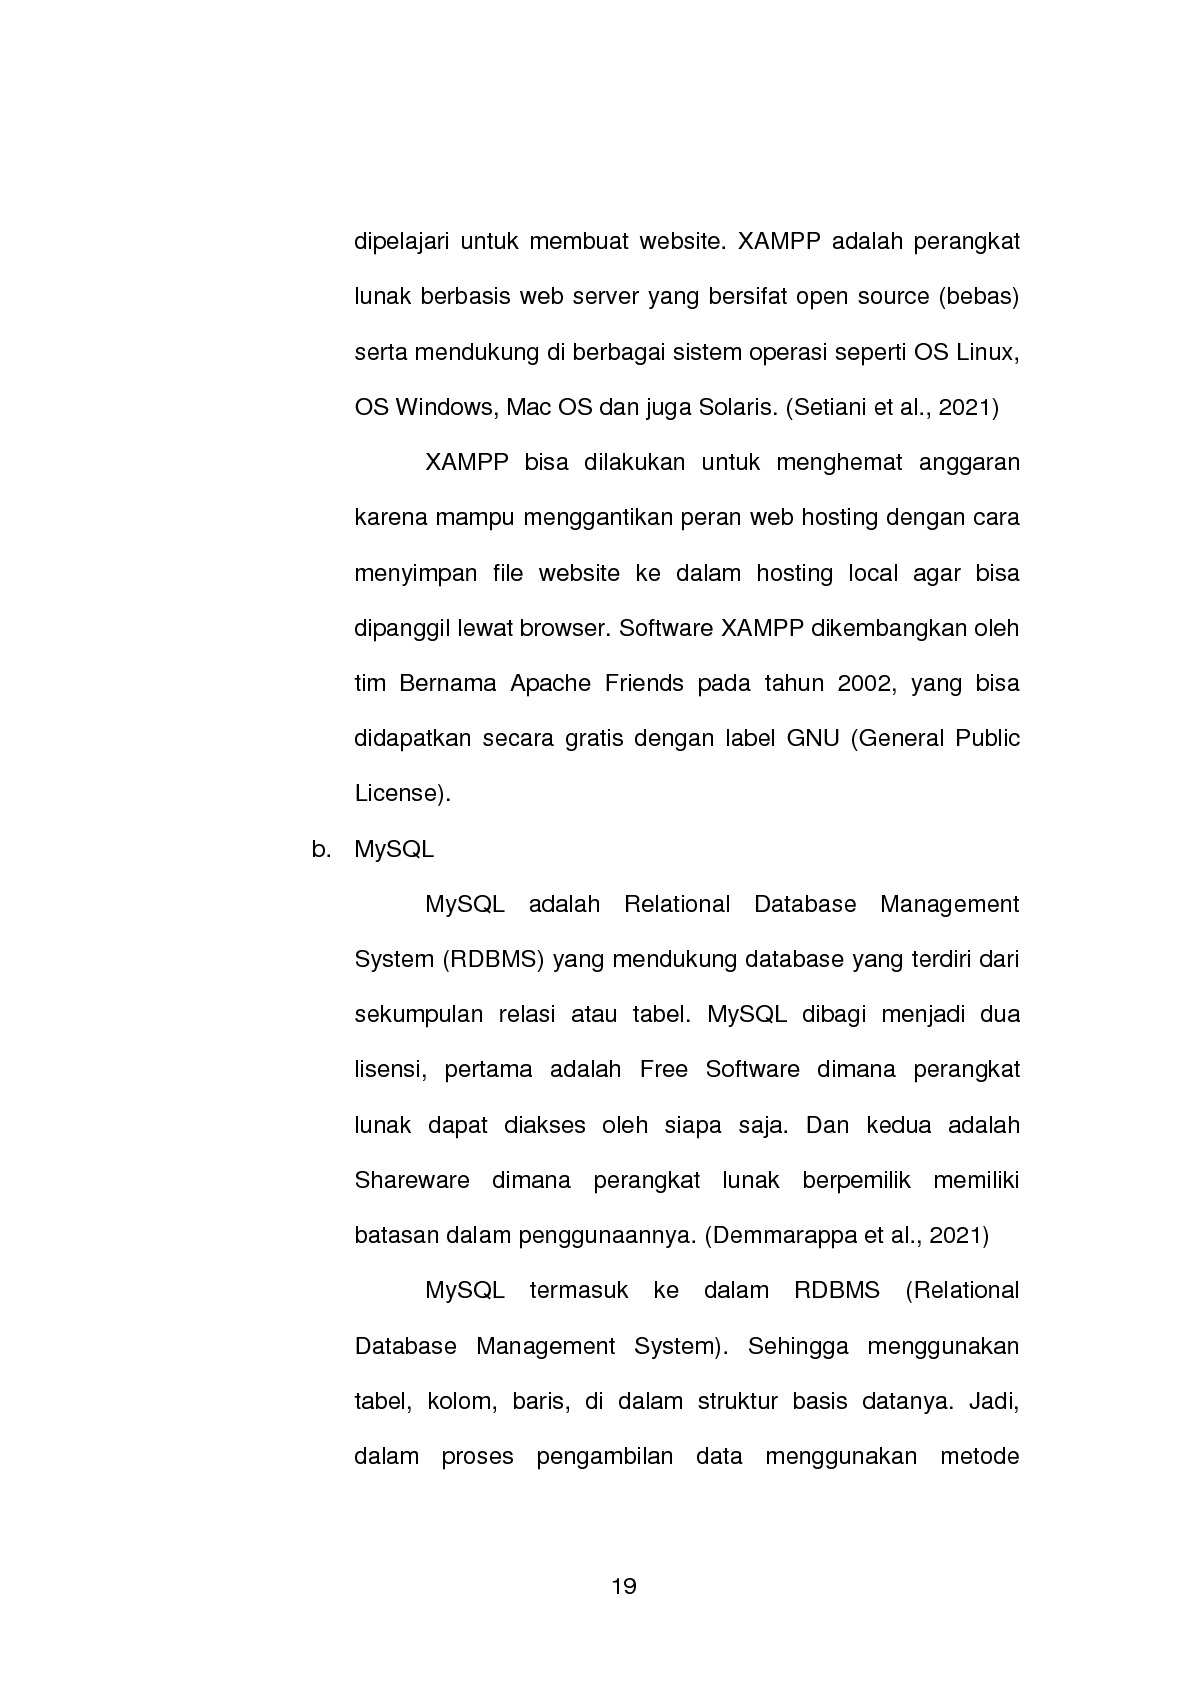 dipelajari untuk membuat website. XAMPP adalah perangkat
lunak berbasis web server yang bersifat open source (bebas)
serta mendukung di berbagai sistem operasi seperti OS Linux,
OS Windows, Mac OS dan juga Solaris. (Setiani et al., 2021)
XAMPP bisa dilakukan untuk menghemat anggaran
karena mampu menggantikan peran web hosting dengan cara
menyimpan file website ke dalam hosting local agar bisa
dipanggil lewat browser. Software XAMPP dikembangkan oleh
tim Bernama Apache Friends pada tahun 2002, yang bisa
didapatkan secara gratis dengan label GNU (General Public
License).
b. MySQL
MySQL adalah Relational Database Management
System (RDBMS) yang mendukung database yang terdiri dari
sekumpulan relasi atau tabel. MySQL dibagi menjadi dua
lisensi, pertama adalah Free Software dimana perangkat
lunak dapat diakses oleh siapa saja. Dan kedua adalah
Shareware dimana perangkat lunak berpemilik memiliki
batasan dalam penggunaannya. (Demmarappa et al., 2021)
MySQL termasuk ke dalam RDBMS (Relational
Database Management System). Sehingga menggunakan
tabel, kolom, baris, di dalam struktur basis datanya. Jadi,
dalam proses pengambilan data menggunakan metode
19